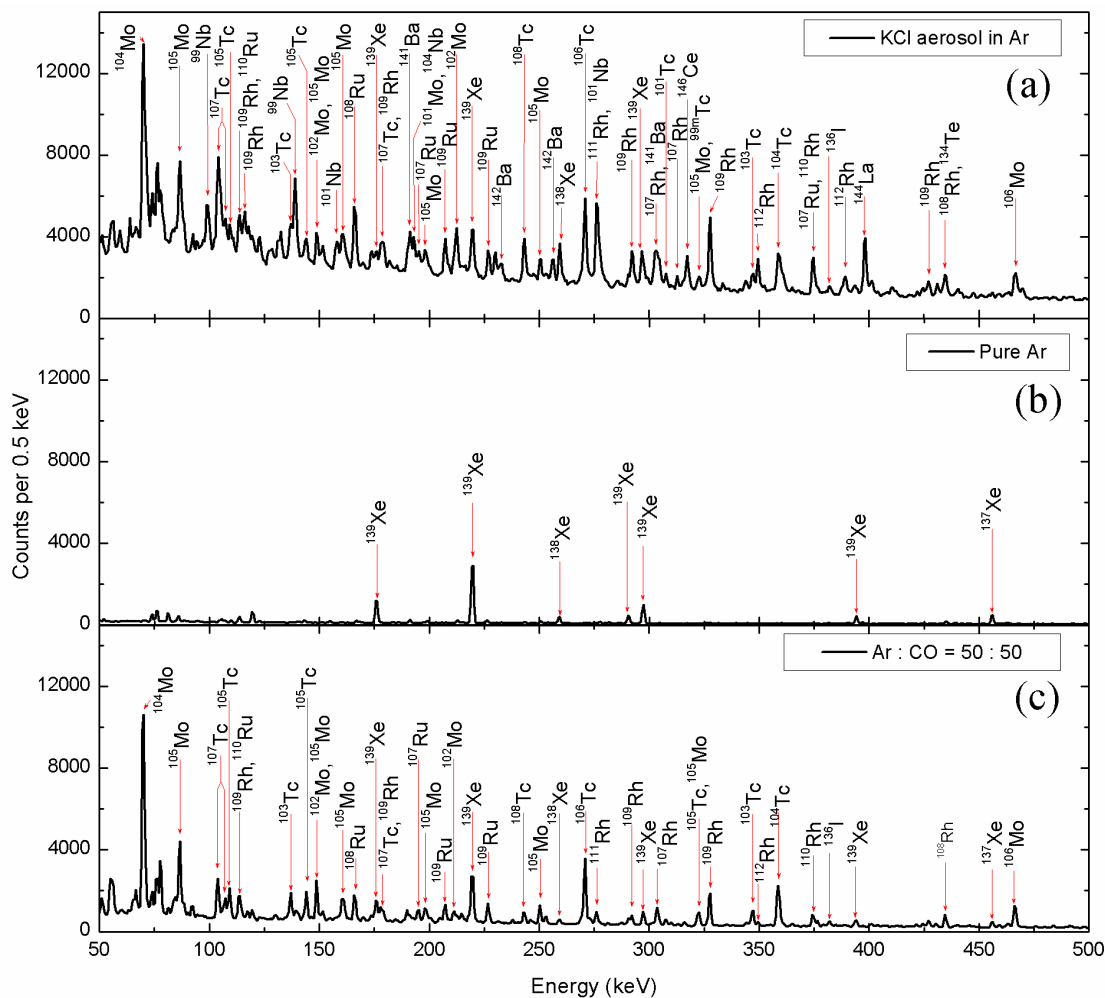 KCl aerosol in Ar
(a)
¹⁰⁴Mo
¹⁰⁵Mo
⁹⁹Nb
¹⁰⁷Tc
¹⁰⁵Tc
¹⁰⁹Rh, ¹¹⁰Ru
¹⁰⁹Rh
¹⁰³Tc
⁹⁹Nb
¹⁰⁵Tc
¹⁰²Mo, ¹⁰⁵Mo
¹⁰¹Nb
¹⁰⁵Mo
¹⁰⁸Ru
¹³⁹Xe
¹⁰⁷Tc, ¹⁰⁹Rh
¹⁴¹Ba
¹⁰¹Mo, ¹⁰⁴Nb
¹⁰⁷Ru
¹⁰⁵Mo
¹⁰⁹Ru
¹⁰²Mo
¹³⁹Xe
¹⁰⁹Ru
¹⁴²Ba
¹⁰⁸Tc
¹⁰⁵Mo
¹⁴²Ba
¹³⁸Xe
¹⁰⁶Tc
¹¹¹Rh, ¹⁰¹Nb
¹⁰⁹Rh
¹³⁹Xe
¹⁰⁷Rh, ¹⁴¹Ba
¹⁰¹Tc
¹⁰⁷Rh
¹⁴⁶Ce
¹⁰⁵Mo, ⁹⁹ᵐTc
¹⁰⁹Rh
¹⁰³Tc
¹¹²Rh
¹⁰⁴Tc
¹⁰⁷Ru, ¹¹⁰Rh
¹³⁶I
¹¹²Rh
¹⁴⁴La
¹⁰⁹Rh
¹⁰⁸Rh, ¹³⁴Te
¹⁰⁶Mo
12000
8000
4000
0
Pure Ar
(b)
¹³⁹Xe
¹³⁹Xe
¹³⁸Xe
¹³⁹Xe
¹³⁹Xe
¹³⁹Xe
¹³⁷Xe
12000
8000
4000
0
Counts per 0.5 keV
Ar : CO = 50 : 50
(c)
¹⁰⁴Mo
¹⁰⁵Mo
¹⁰⁷Tc
¹⁰⁵Tc
¹⁰⁹Rh, ¹¹⁰Ru
¹⁰³Tc
¹⁰⁵Tc
¹⁰²Mo, ¹⁰⁵Mo
¹⁰⁵Mo
¹⁰⁸Ru
¹³⁹Xe
¹⁰⁷Tc, ¹⁰⁹Rh
¹⁰⁷Ru
¹⁰⁵Mo
¹⁰⁹Ru
¹⁰²Mo
¹³⁹Xe
¹⁰⁹Ru
¹⁰⁸Tc
¹⁰⁵Mo
¹³⁸Xe
¹⁰⁶Tc
¹¹¹Rh
¹⁰⁹Rh
¹³⁹Xe
¹⁰⁷Rh
¹⁰⁵Tc, ¹⁰⁵Mo
¹⁰⁹Rh
¹⁰³Tc
¹¹²Rh
¹⁰⁴Tc
¹¹⁰Rh
¹³⁶I
¹³⁹Xe
¹⁰⁸Rh
¹³⁷Xe
¹⁰⁶Mo
12000
8000
4000
0
50 100 150 200 250 300 350 400 450 500
Energy (keV)